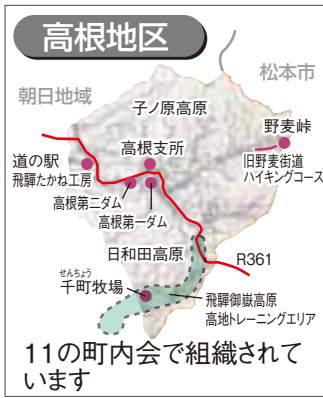 高根地区
松本市
朝日地域
子ノ原高原
野麦峠
高根支所
道の駅
飛騨たかね工房
旧野麦街道
ハイキングコース
高根第二ダム
高根第一ダム
日和田高原
R361
せんちょう
千町牧場
飛騨御嶽高原
高地トレーニングエリア
11の町内会で組織されて
います